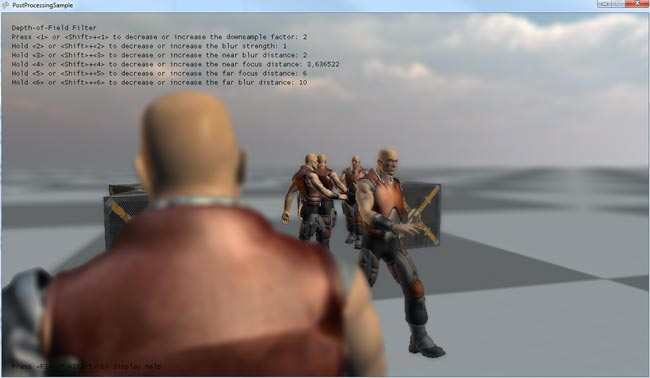 PostProcessingSample
Depth-of-Field Filter
Press <1> or <Shift>+<1> to decrease or increase the downsample factor: 2
Hold <2> or <Shift>+<2> to decrease or increase the blur strength: 1
Hold <3> or <Shift>+<3> to decrease or increase the near blur distance: 2
Hold <4> or <Shift>+<4> to decrease or increase the near focus distance: 3,636522
Hold <5> or <Shift>+<5> to decrease or increase the far focus distance: 6
Hold <6> or <Shift>+<6> to decrease or increase the far blur distance: 10
Press <F1> or <Start> to display Help